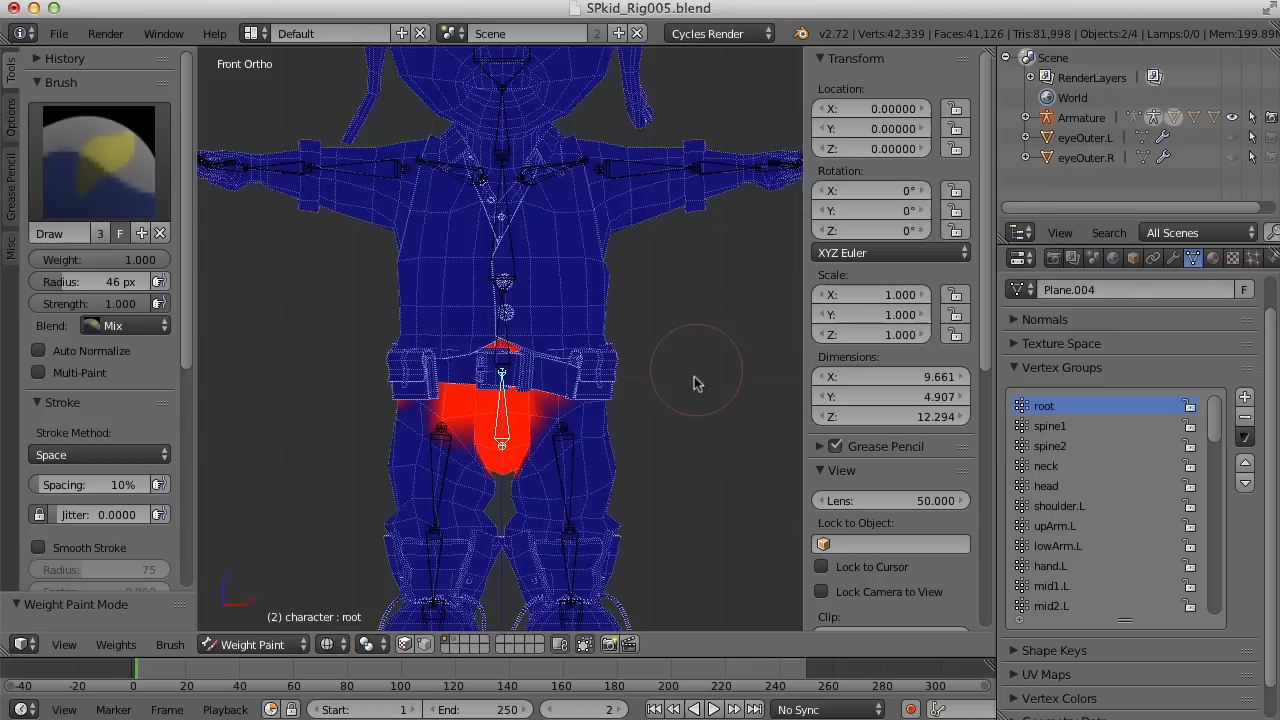 SPkid_Rig005.blend
File Render Window Help Default Scene 2 Cycles Render v2.72 | Verts:42,339 | Faces:41,126 | Tris:81,998 | Objects:2/4 | Lamps:0/0 | Mem:199.89
Tools
Options
Grease Pencil
Misc
History
Brush
Draw 3 F
Weight: 1.000
Radius: 46 px
Strength: 1.000
Blend: Mix
Auto Normalize
Multi-Paint
Stroke
Stroke Method:
Space
Spacing: 10%
Jitter: 0.0000
Smooth Stroke
Radius: 75
Weight Paint Mode
Front Ortho
(2) character : root
View Weights Brush Weight Paint
Transform
Location:
X: 0.00000
Y: 0.00000
Z: 0.00000
Rotation:
X: 0°
Y: 0°
Z: 0°
XYZ Euler
Scale:
X: 1.000
Y: 1.000
Z: 1.000
Dimensions:
X: 9.661
Y: 4.907
Z: 12.294
Grease Pencil
View
Lens: 50.000
Lock to Object:
Lock to Cursor
Lock Camera to View
Clip:
Scene
RenderLayers
World
Armature
eyeOuter.L
eyeOuter.R
View Search All Scenes
Plane.004 F
Normals
Texture Space
Vertex Groups
root
spine1
spine2
neck
head
shoulder.L
upArm.L
lowArm.L
hand.L
mid1.L
mid2.L
Shape Keys
UV Maps
Vertex Colors
-40 -20 0 20 40 60 80 100 120 140 160 180 200 220 240 260 280 300
View Marker Frame Playback Start: 1 End: 250 2 No Sync